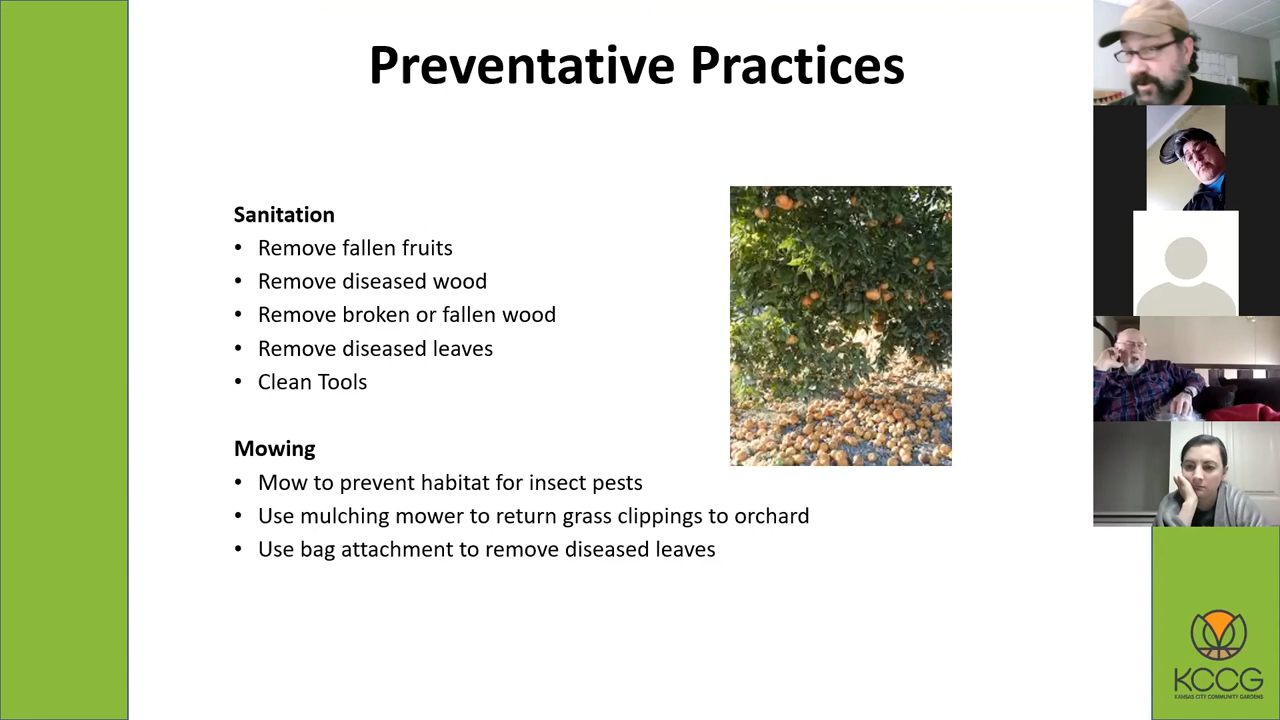 Preventative Practices
Sanitation
• Remove fallen fruits
• Remove diseased wood
• Remove broken or fallen wood
• Remove diseased leaves
• Clean Tools
Mowing
• Mow to prevent habitat for insect pests
• Use mulching mower to return grass clippings to orchard
• Use bag attachment to remove diseased leaves
KCCG
KANSAS CITY COMMUNITY GARDENS